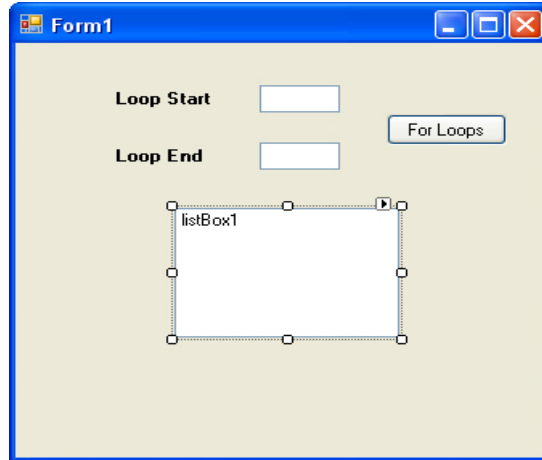 Form1
Loop Start
For Loops
Loop End
listBox1